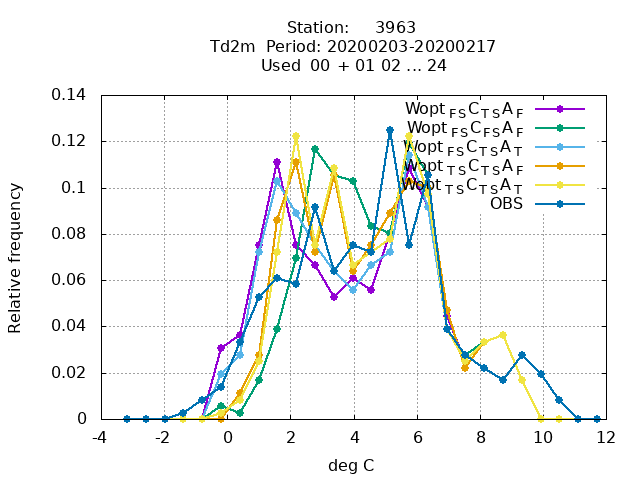 Station: 3963
Td2m Period: 20200203-20200217
Used 00 + 01 02 ... 24
0.14
0.12
0.1
0.08
0.06
0.04
0.02
0
Relative frequency
Wopt FS C TS A F
Wopt FS C FS A F
Wopt FS C TS A T
Wopt TS C TS A F
Wopt TS C TS A T
OBS
-4 -2 0 2 4 6 8 10 12
deg C